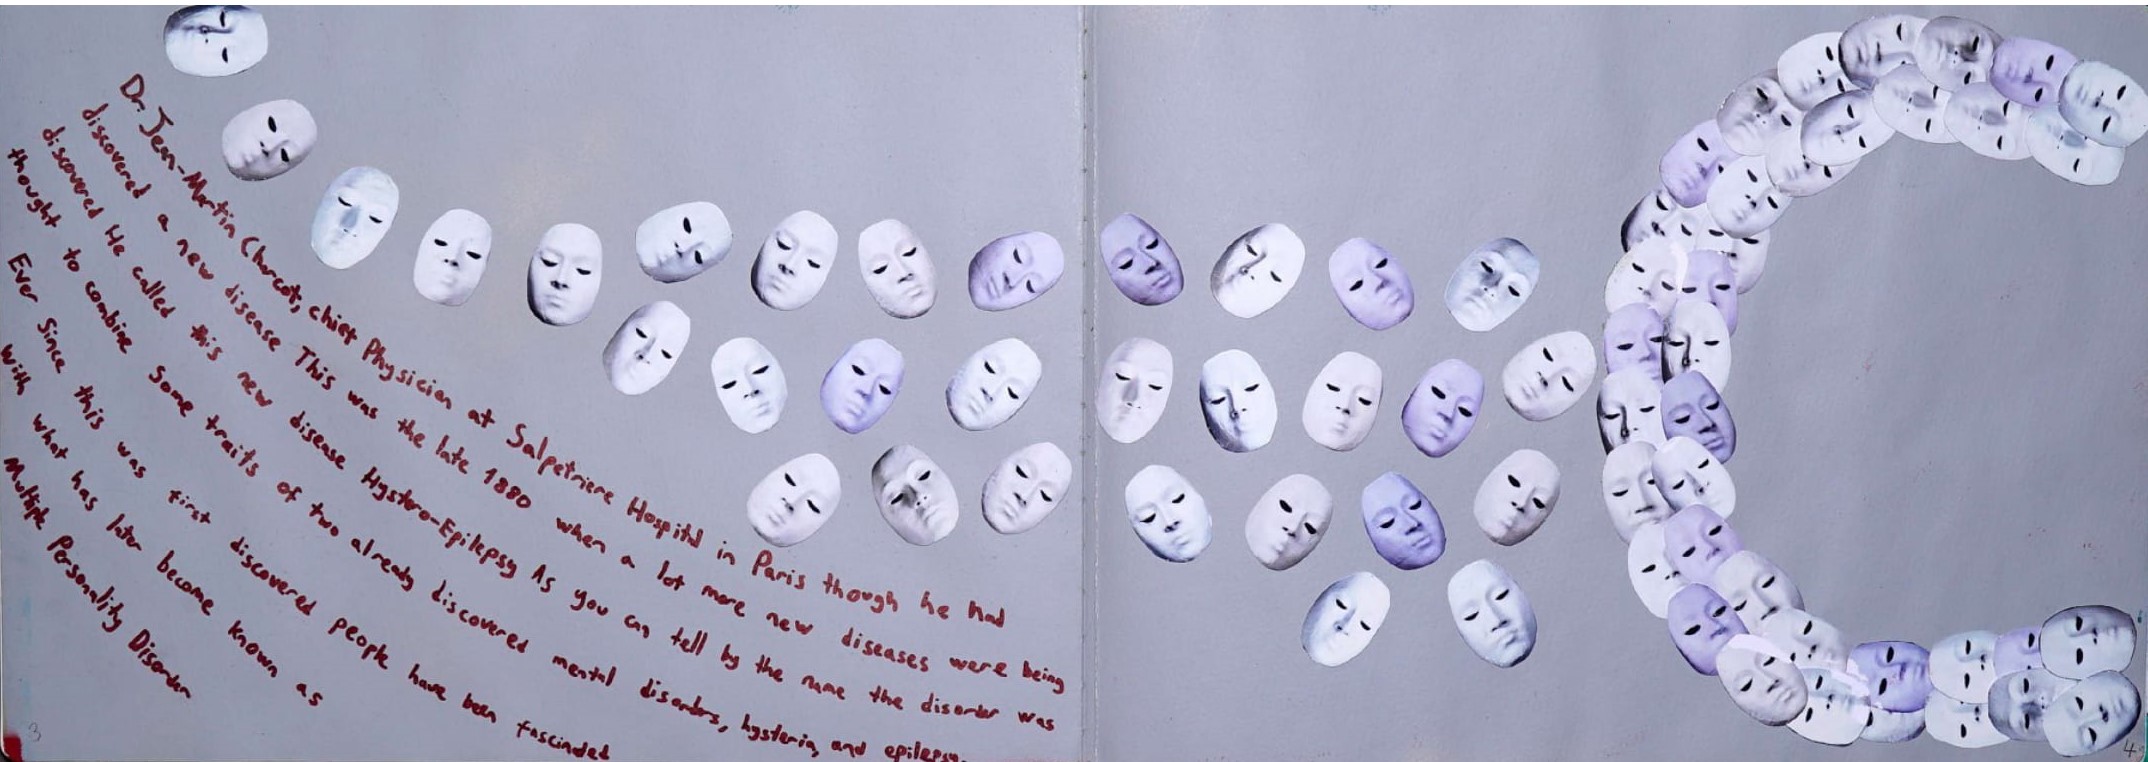 Dr. Jean-Martin Charcot, chief Physician at Salpetriere Hospital in Paris though he had
discovered a new disease This was the late 1880 when a lot more new diseases were being
discovered He called this new disease Hystero-Epilepsy As you can tell by the name the disorder was
thought to combine Some traits of two already discovered mental disorders, hysteria, and epilepsy.
Ever Since this was first discovered people have been fascinated
with what has later become known as
Multiple Personality Disorder
3
4